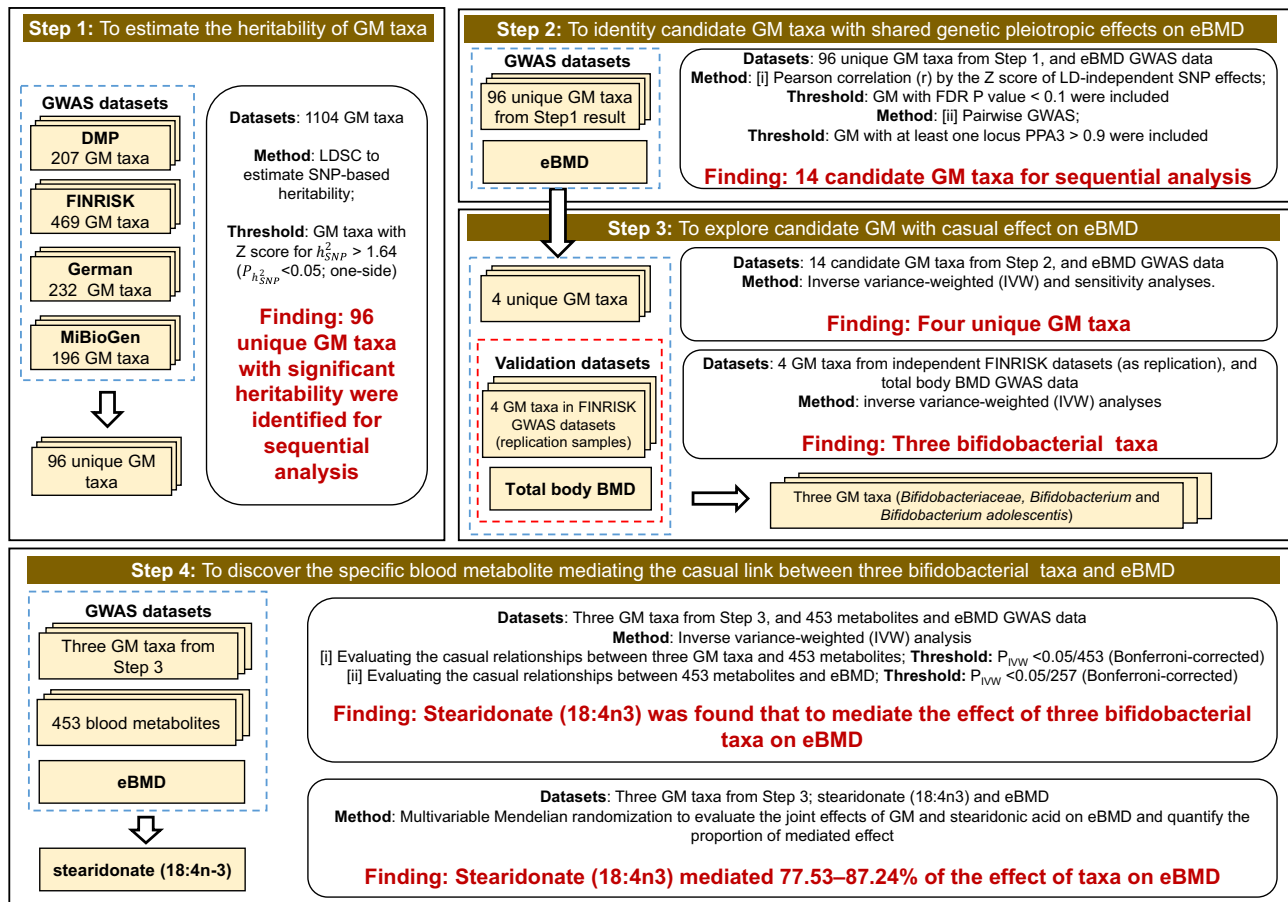 Step 1: To estimate the heritability of GM taxa
GWAS datasets
DMP
207 GM taxa
FINRISK
469 GM taxa
German
232 GM taxa
MiBioGen
196 GM taxa
96 unique GM
taxa
Datasets: 1104 GM taxa
Method: LDSC to
estimate SNP-based
heritability;
Threshold: GM taxa with
Z score for h²SNP > 1.64
(P h²SNP <0.05; one-side)
Finding: 96
unique GM taxa
with significant
heritability were
identified for
sequential
analysis
Step 2: To identity candidate GM taxa with shared genetic pleiotropic effects on eBMD
GWAS datasets
96 unique GM taxa
from Step1 result
eBMD
Datasets: 96 unique GM taxa from Step 1, and eBMD GWAS data
Method: [i] Pearson correlation (r) by the Z score of LD-independent SNP effects;
Threshold: GM with FDR P value < 0.1 were included
Method: [ii] Pairwise GWAS;
Threshold: GM with at least one locus PPA3 > 0.9 were included
Finding: 14 candidate GM taxa for sequential analysis
Step 3: To explore candidate GM with casual effect on eBMD
4 unique GM taxa
Validation datasets
4 GM taxa in FINRISK
GWAS datasets
(replication samples)
Total body BMD
Datasets: 14 candidate GM taxa from Step 2, and eBMD GWAS data
Method: Inverse variance-weighted (IVW) and sensitivity analyses.
Finding: Four unique GM taxa
Datasets: 4 GM taxa from independent FINRISK datasets (as replication), and
total body BMD GWAS data
Method: inverse variance-weighted (IVW) analyses
Finding: Three bifidobacterial taxa
Three GM taxa (Bifidobacteriaceae, Bifidobacterium and
Bifidobacterium adolescentis)
Step 4: To discover the specific blood metabolite mediating the casual link between three bifidobacterial taxa and eBMD
GWAS datasets
Three GM taxa from
Step 3
453 blood metabolites
eBMD
stearidonate (18:4n-3)
Datasets: Three GM taxa from Step 3, and 453 metabolites and eBMD GWAS data
Method: Inverse variance-weighted (IVW) analysis
[i] Evaluating the casual relationships between three GM taxa and 453 metabolites; Threshold: PIVW <0.05/453 (Bonferroni-corrected)
[ii] Evaluating the casual relationships between 453 metabolites and eBMD; Threshold: PIVW <0.05/257 (Bonferroni-corrected)
Finding: Stearidonate (18:4n3) was found that to mediate the effect of three bifidobacterial
taxa on eBMD
Datasets: Three GM taxa from Step 3; stearidonate (18:4n3) and eBMD
Method: Multivariable Mendelian randomization to evaluate the joint effects of GM and stearidonic acid on eBMD and quantify the
proportion of mediated effect
Finding: Stearidonate (18:4n3) mediated 77.53–87.24% of the effect of taxa on eBMD